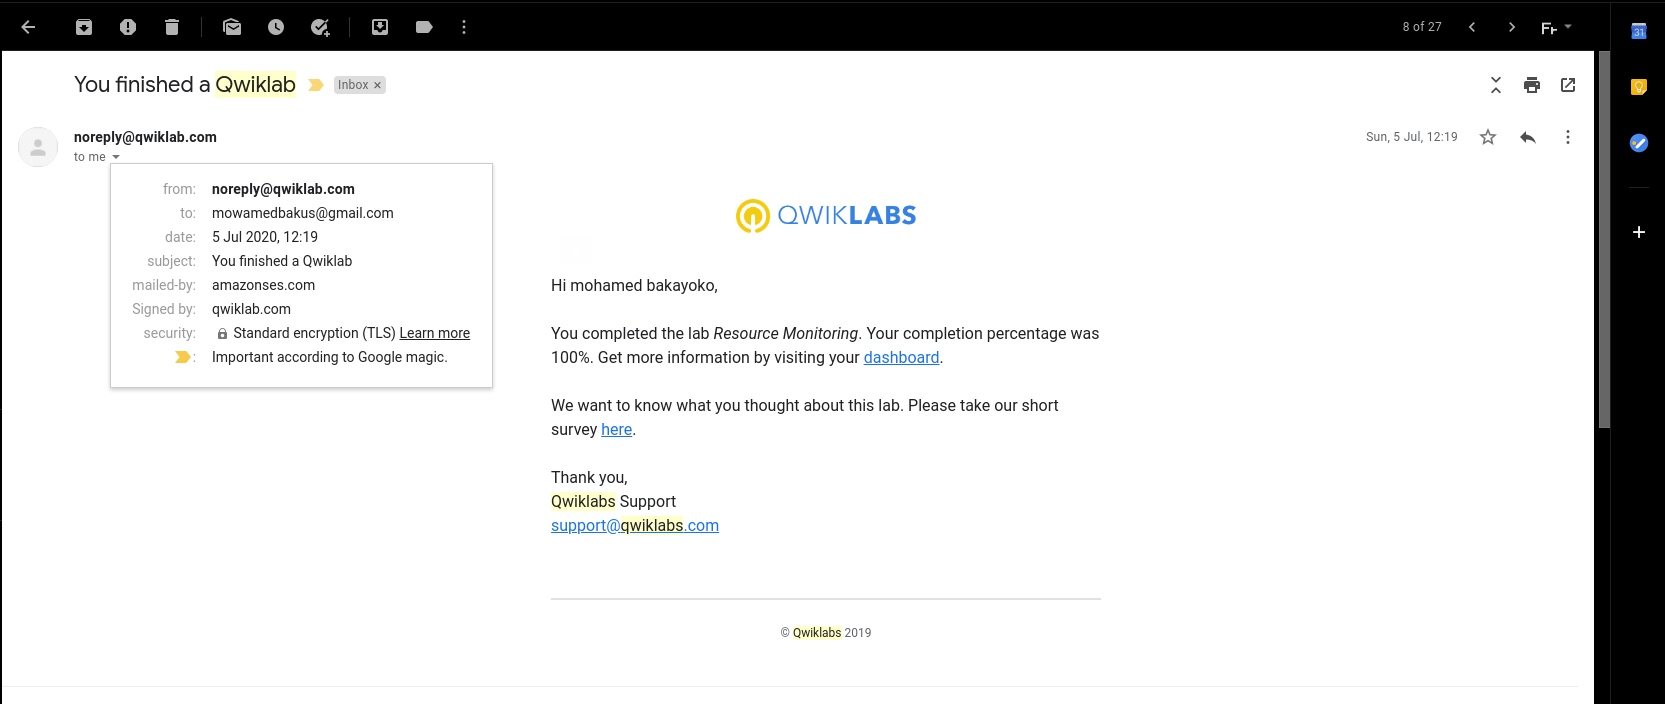 8 of 27
You finished a Qwiklab
Inbox ×
noreply@qwiklab.com
Sun, 5 Jul, 12:19
to me
from: noreply@qwiklab.com
to: mowamedbakus@gmail.com
date: 5 Jul 2020, 12:19
subject: You finished a Qwiklab
mailed-by: amazonses.com
Signed by: qwiklab.com
security: Standard encryption (TLS) Learn more
: Important according to Google magic.
QWIKLABS
Hi mohamed bakayoko,
You completed the lab Resource Monitoring. Your completion percentage was
100%. Get more information by visiting your dashboard.
We want to know what you thought about this lab. Please take our short
survey here.
Thank you,
Qwiklabs Support
support@qwiklabs.com
© Qwiklabs 2019
31